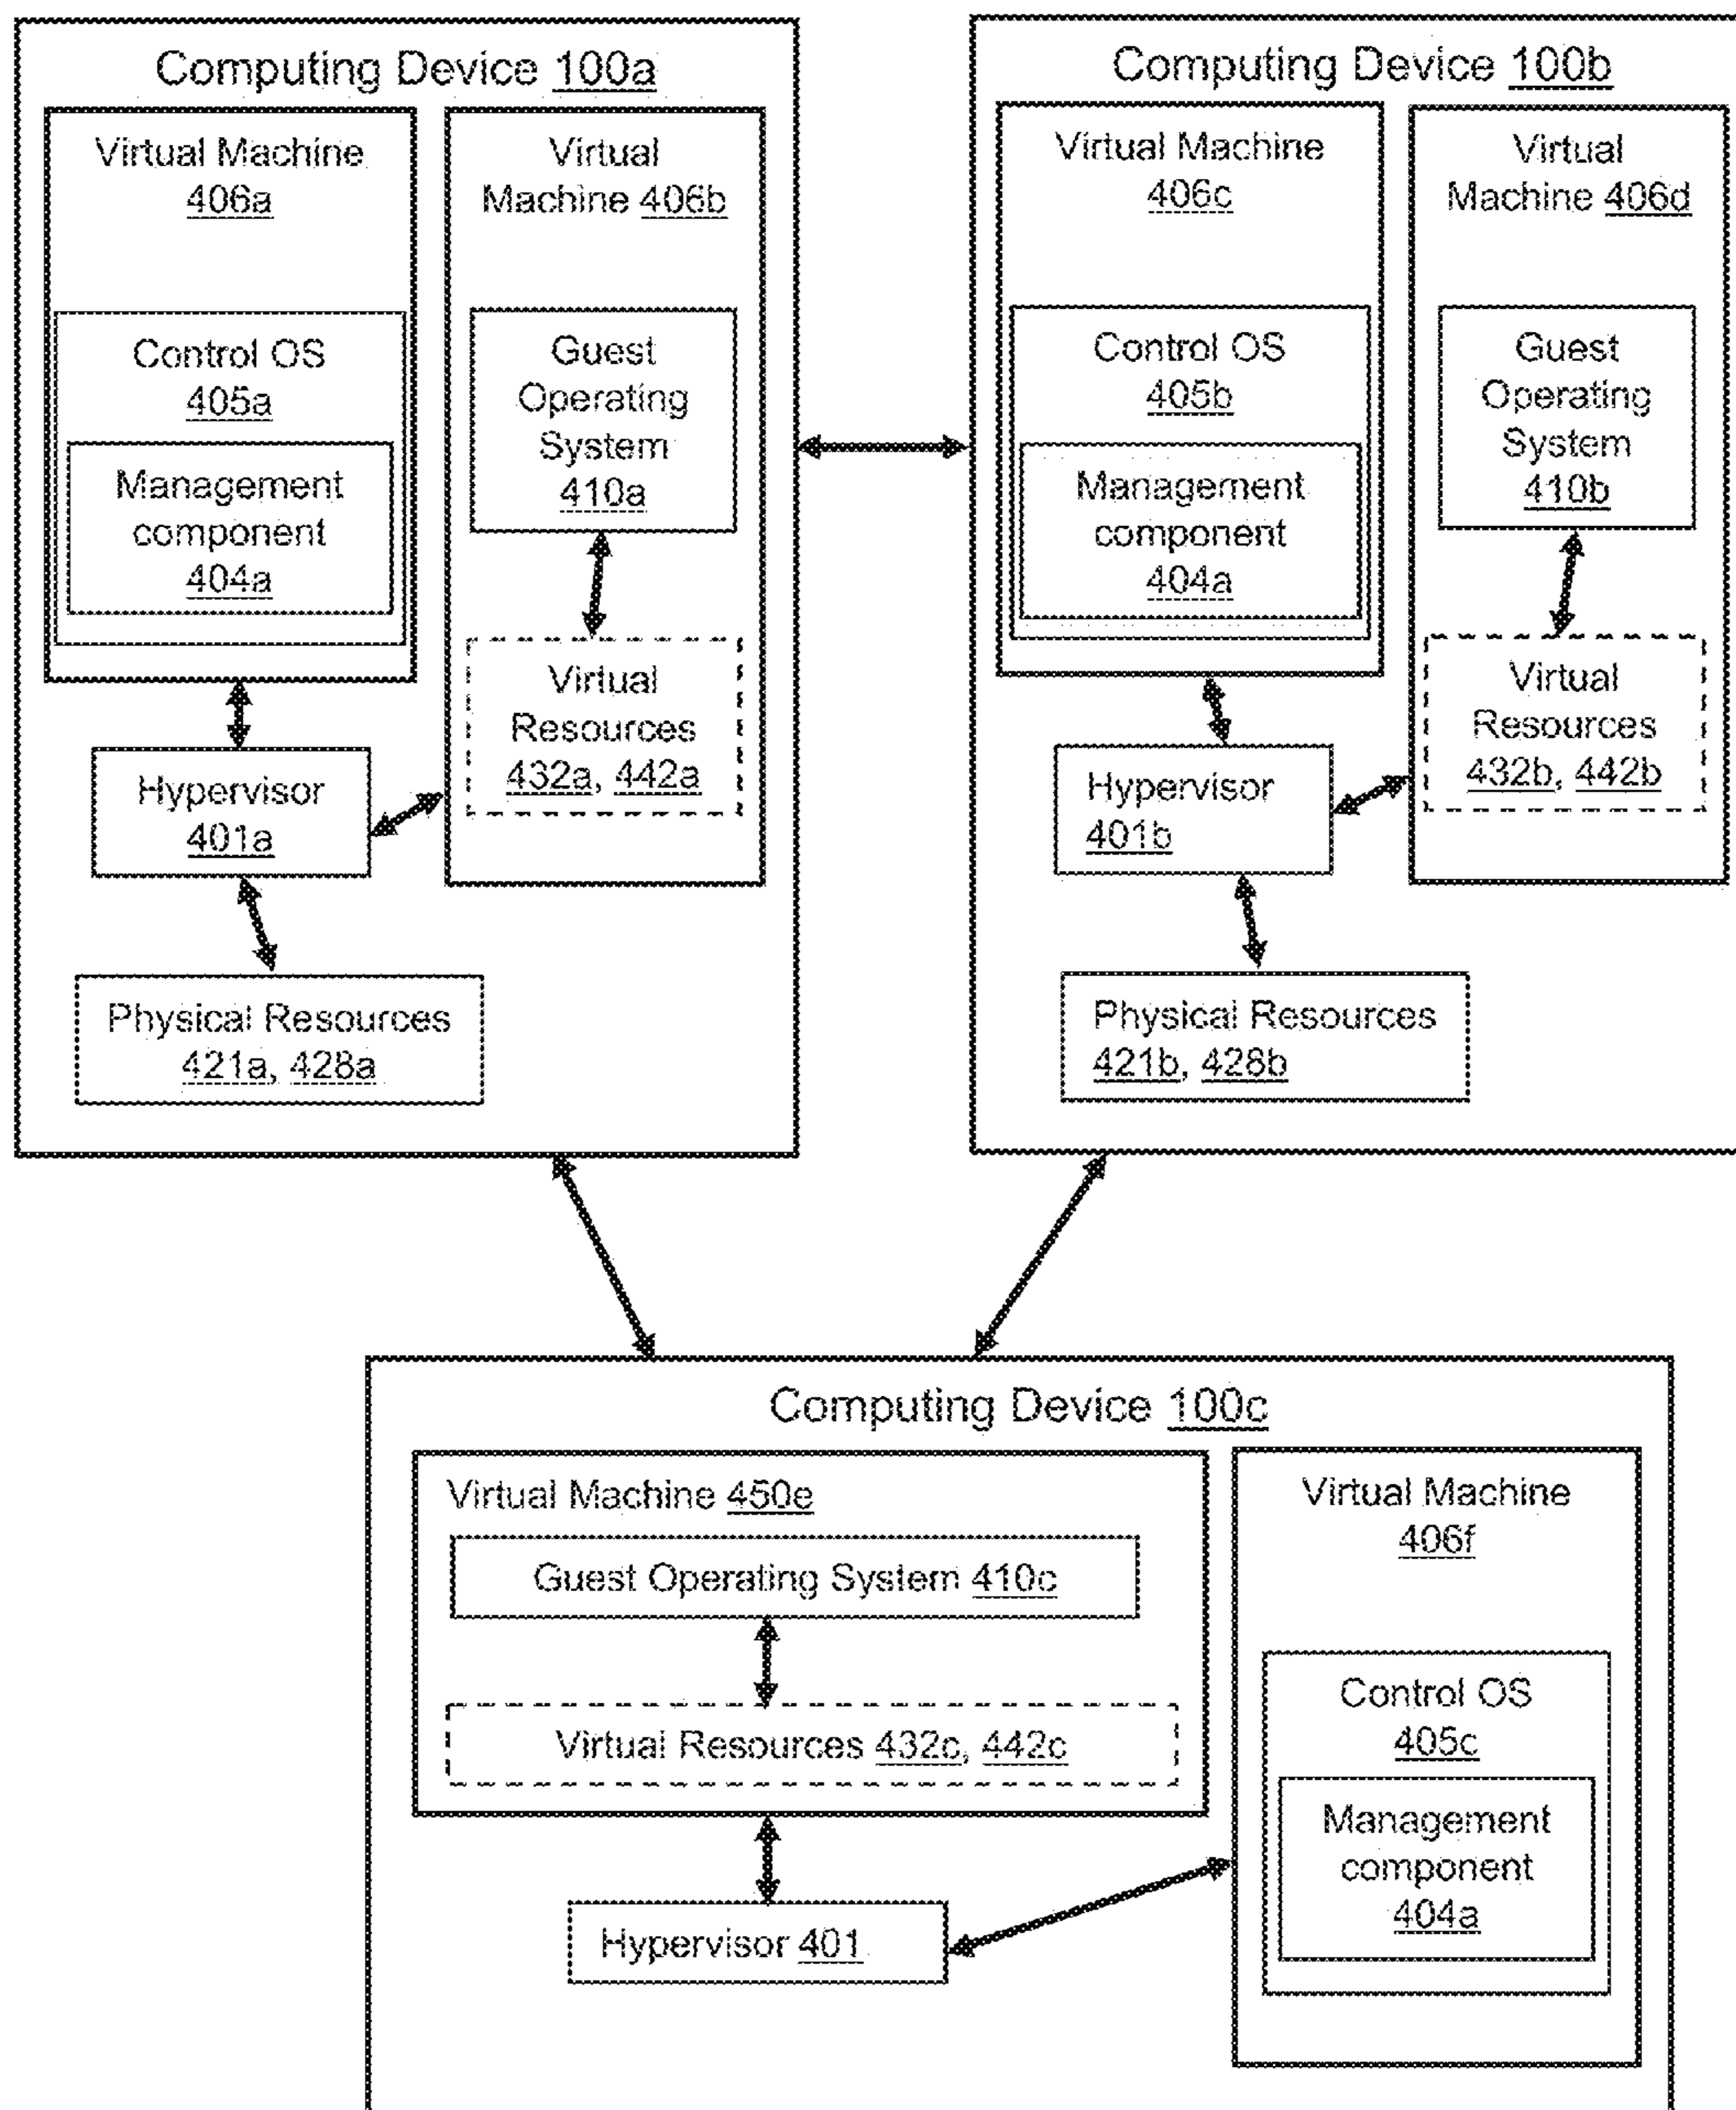 Computing Device 100a
Virtual Machine
406a
Control OS
405a
Management
component
404a
Virtual
Machine 406b
Guest
Operating
System
410a
Virtual
Resources
432a, 442a
Hypervisor
401a
Physical Resources
421a, 428a
Computing Device 100b
Virtual Machine
406c
Control OS
405b
Management
component
404a
Virtual
Machine 406d
Guest
Operating
System
410b
Virtual
Resources
432b, 442b
Hypervisor
401b
Physical Resources
421b, 428b
Computing Device 100c
Virtual Machine 450e
Guest Operating System 410c
Virtual Resources 432c, 442c
Hypervisor 401
Virtual Machine
406f
Control OS
405c
Management
component
404a